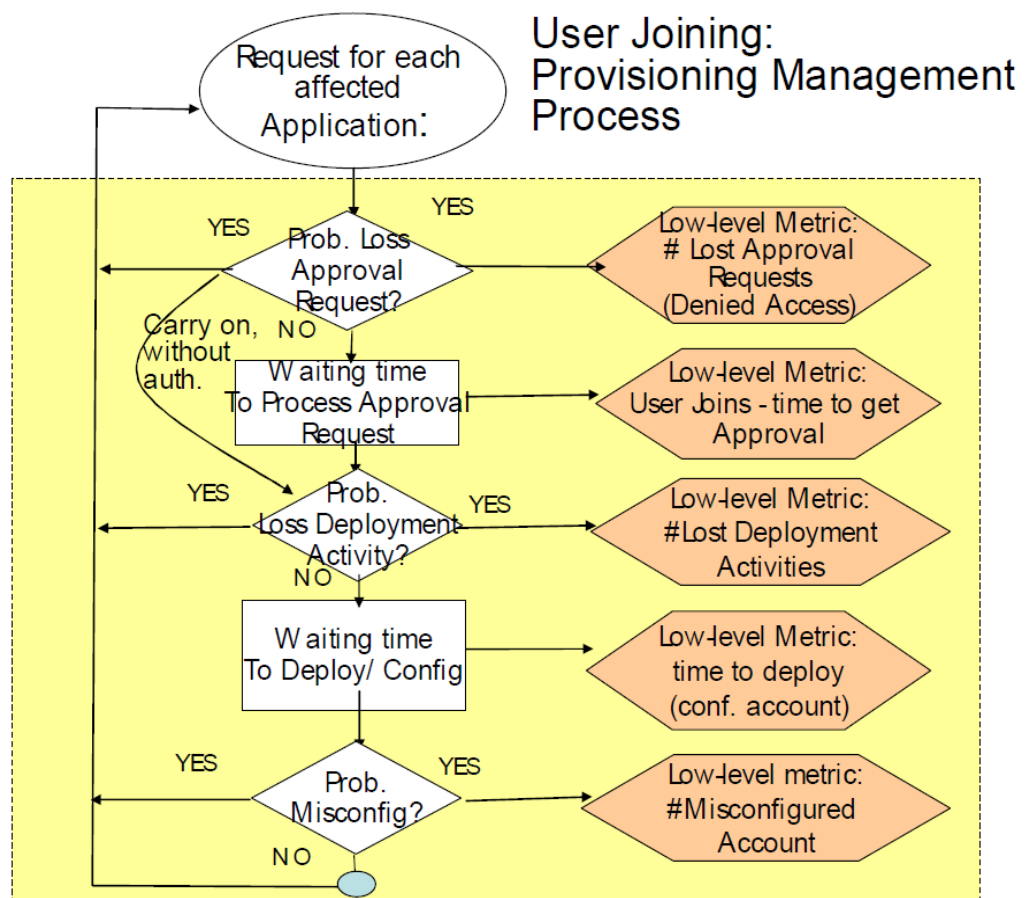 User Joining:
Provisioning Management
Process
Request for each
affected
Application:
YES
YES
Prob. Loss
Approval
Request?
Low-level Metric:
# Lost Approval
Requests
(Denied Access)
Carry on,
without
auth.
NO
Waiting time
To Process Approval
Request
Low-level Metric:
User Joins - time to get
Approval
YES
YES
Prob.
Loss Deployment
Activity?
Low-level Metric:
#Lost Deployment
Activities
NO
Waiting time
To Deploy/ Config
Low-level Metric:
time to deploy
(conf. account)
YES
YES
Prob.
Misconfig?
Low-level metric:
#Misconfigured
Account
NO